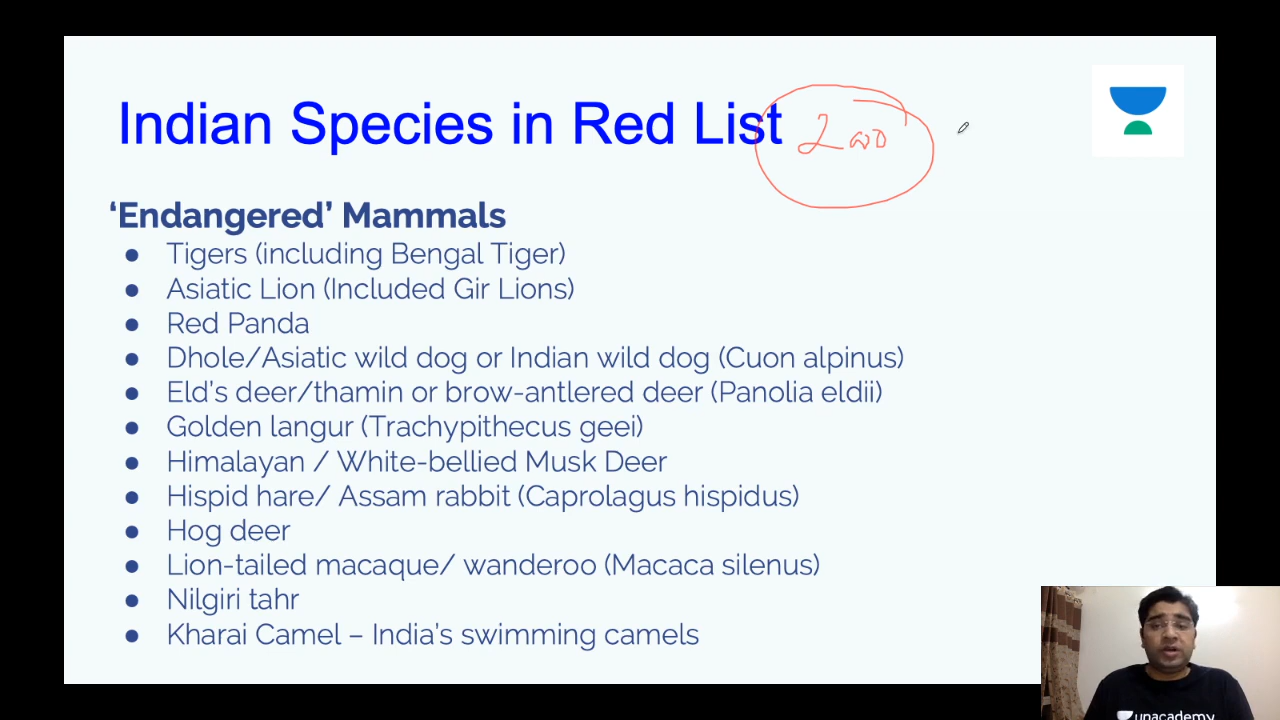 Indian Species in Red List
200
‘Endangered’ Mammals
● Tigers (including Bengal Tiger)
● Asiatic Lion (Included Gir Lions)
● Red Panda
● Dhole/Asiatic wild dog or Indian wild dog (Cuon alpinus)
● Eld’s deer/thamin or brow-antlered deer (Panolia eldii)
● Golden langur (Trachypithecus geei)
● Himalayan / White-bellied Musk Deer
● Hispid hare/ Assam rabbit (Caprolagus hispidus)
● Hog deer
● Lion-tailed macaque/ wanderoo (Macaca silenus)
● Nilgiri tahr
● Kharai Camel – India’s swimming camels
unacademy